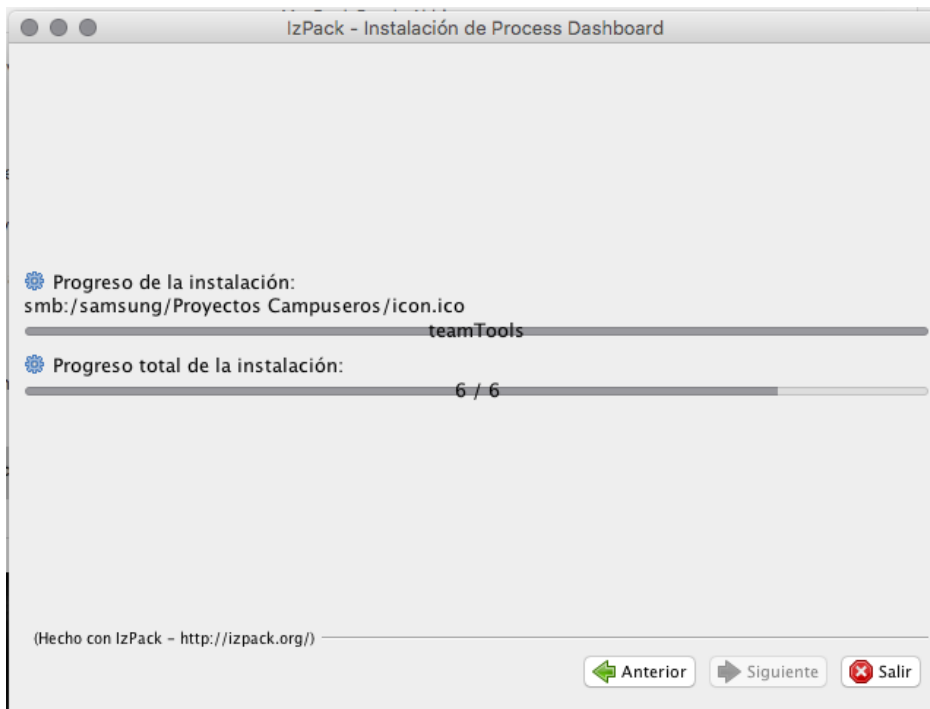 IzPack - Instalación de Process Dashboard
Progreso de la instalación:
smb:/samsung/Proyectos Campuseros/icon.ico
teamTools
Progreso total de la instalación:
6 / 6
(Hecho con IzPack - http://izpack.org/)
Anterior Siguiente Salir